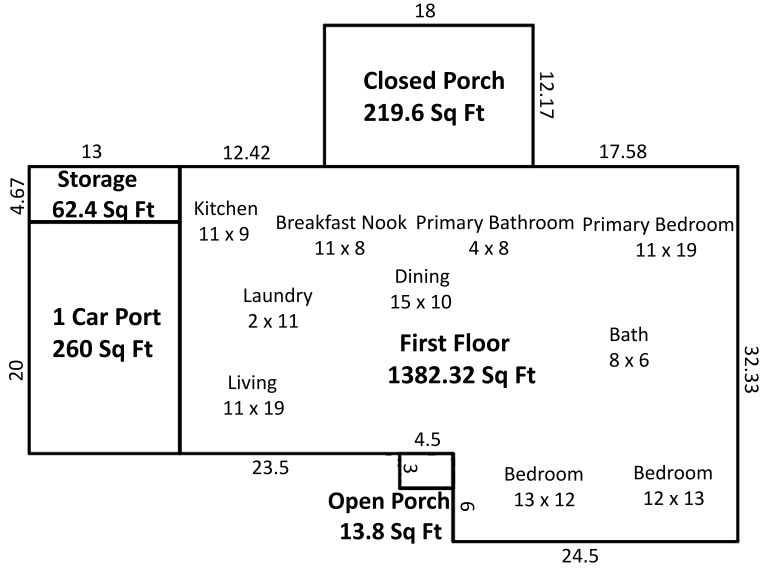 18
Closed Porch
219.6 Sq Ft
12.17
13
12.42
17.58
4.67
Storage
62.4 Sq Ft
Kitchen
11 x 9
Breakfast Nook
11 x 8
Primary Bathroom
4 x 8
Primary Bedroom
11 x 19
Dining
15 x 10
Laundry
2 x 11
1 Car Port
260 Sq Ft
First Floor
1382.32 Sq Ft
Bath
8 x 6
32.33
20
Living
11 x 19
4.5
23.5
3
Open Porch
13.8 Sq Ft
6
Bedroom
13 x 12
Bedroom
12 x 13
24.5